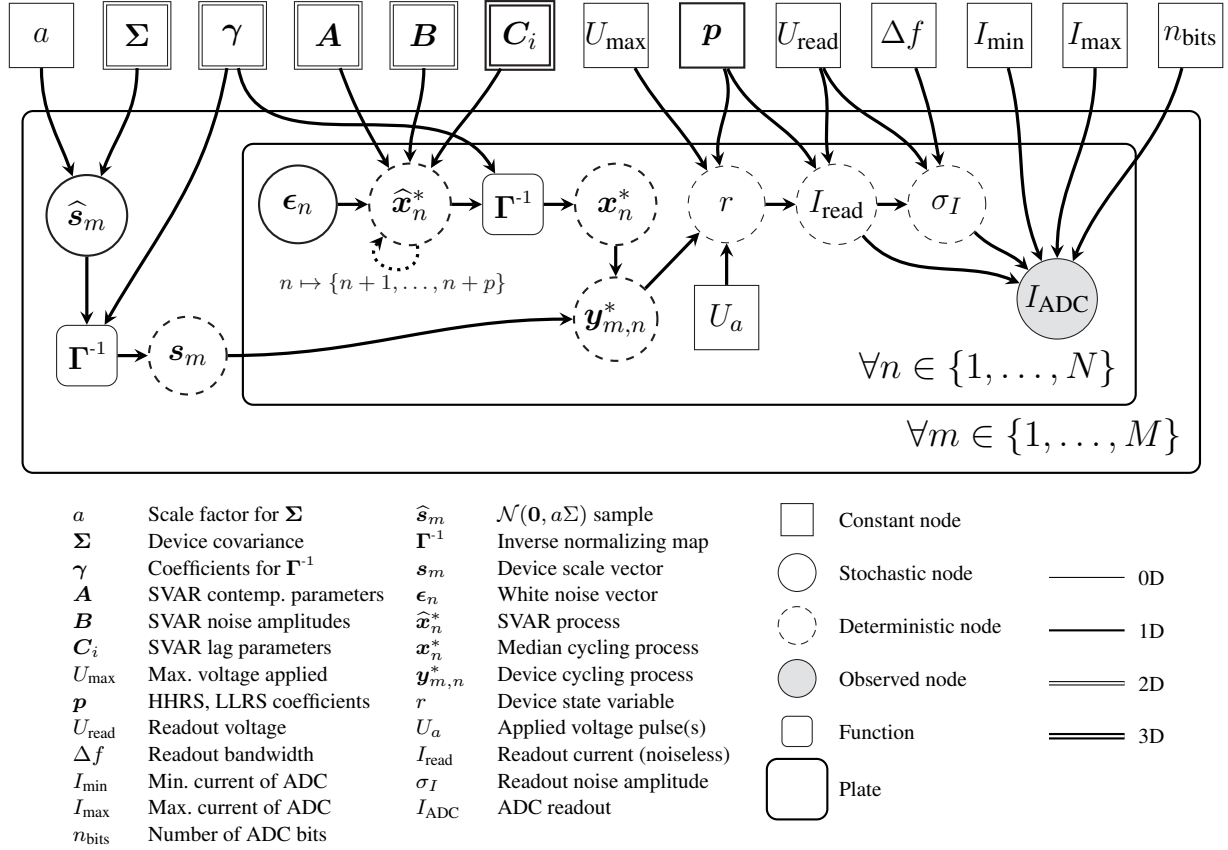 a Σ γ A B C_i U_max p U_read Δf I_min I_max n_bits
ŝ_m ϵ_n x̂*_n Γ⁻¹ x*_n r I_read σ_I
n ↦ {n + 1, . . . , n + p}
Γ⁻¹ s_m y*_{m,n} U_a I_ADC
∀n ∈ {1, . . . , N}
∀m ∈ {1, . . . , M}
a Scale factor for Σ
Σ Device covariance
γ Coefficients for Γ⁻¹
A SVAR contemp. parameters
B SVAR noise amplitudes
C_i SVAR lag parameters
U_max Max. voltage applied
p HHRS, LLRS coefficients
U_read Readout voltage
Δf Readout bandwidth
I_min Min. current of ADC
I_max Max. current of ADC
n_bits Number of ADC bits
ŝ_m 𝒩(0, aΣ) sample
Γ⁻¹ Inverse normalizing map
s_m Device scale vector
ϵ_n White noise vector
x̂*_n SVAR process
x*_n Median cycling process
y*_{m,n} Device cycling process
r Device state variable
U_a Applied voltage pulse(s)
I_read Readout current (noiseless)
σ_I Readout noise amplitude
I_ADC ADC readout
Constant node
Stochastic node
Deterministic node
Observed node
Function
Plate
0D
1D
2D
3D